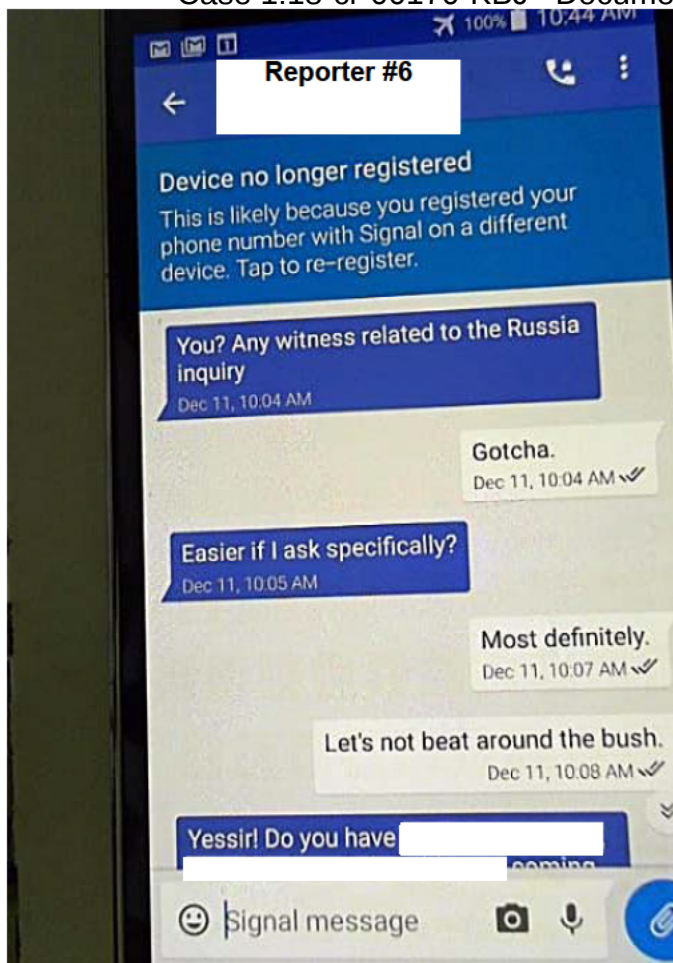 Case 1:18-cr-00170-KBJ Docume
100% 10:44 AM
Reporter #6
Device no longer registered
This is likely because you registered your
phone number with Signal on a different
device. Tap to re-register.
You? Any witness related to the Russia
inquiry
Dec 11, 10:04 AM
Gotcha.
Dec 11, 10:04 AM
Easier if I ask specifically?
Dec 11, 10:05 AM
Most definitely.
Dec 11, 10:07 AM
Let's not beat around the bush.
Dec 11, 10:08 AM
Yessir! Do you have
coming
Signal message